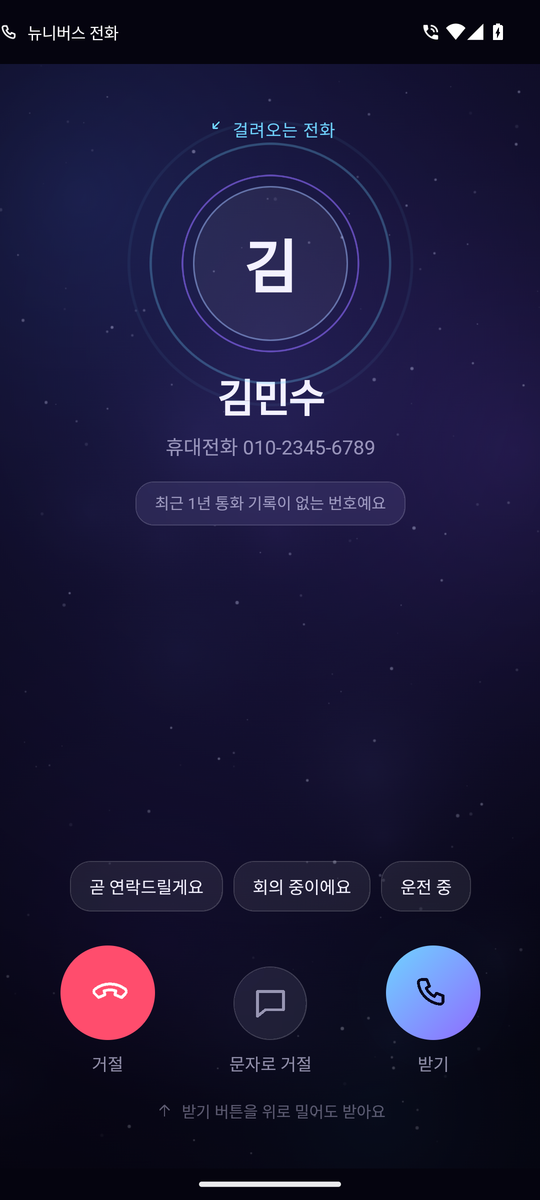 뉴니버스 전화
걸려오는 전화
김
김민수
휴대전화 010-2345-6789
최근 1년 통화 기록이 없는 번호예요
곧 연락드릴게요 회의 중이에요 운전 중
거절 문자로 거절 받기
받기 버튼을 위로 밀어도 받아요